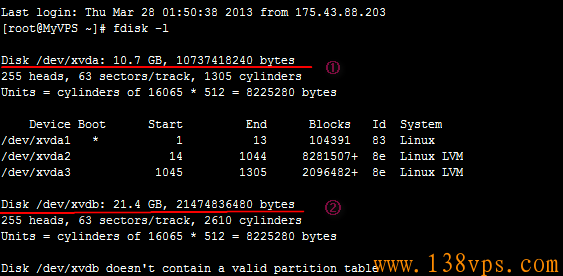 Last login: Thu Mar 28 01:50:38 2013 from 175.43.88.203
[root@MyVPS ~]# fdisk -l
Disk /dev/xvda: 10.7 GB, 10737418240 bytes
①
255 heads, 63 sectors/track, 1305 cylinders
Units = cylinders of 16065 * 512 = 8225280 bytes
Device Boot Start End Blocks Id System
/dev/xvda1 * 1 13 104391 83 Linux
/dev/xvda2 14 1044 8281507+ 8e Linux LVM
/dev/xvda3 1045 1305 2096482+ 8e Linux LVM
Disk /dev/xvdb: 21.4 GB, 21474836480 bytes
②
255 heads, 63 sectors/track, 2610 cylinders
Units = cylinders of 16065 * 512 = 8225280 bytes
Disk /dev/xvdb doesn't contain a valid partition table
www.138vps.com